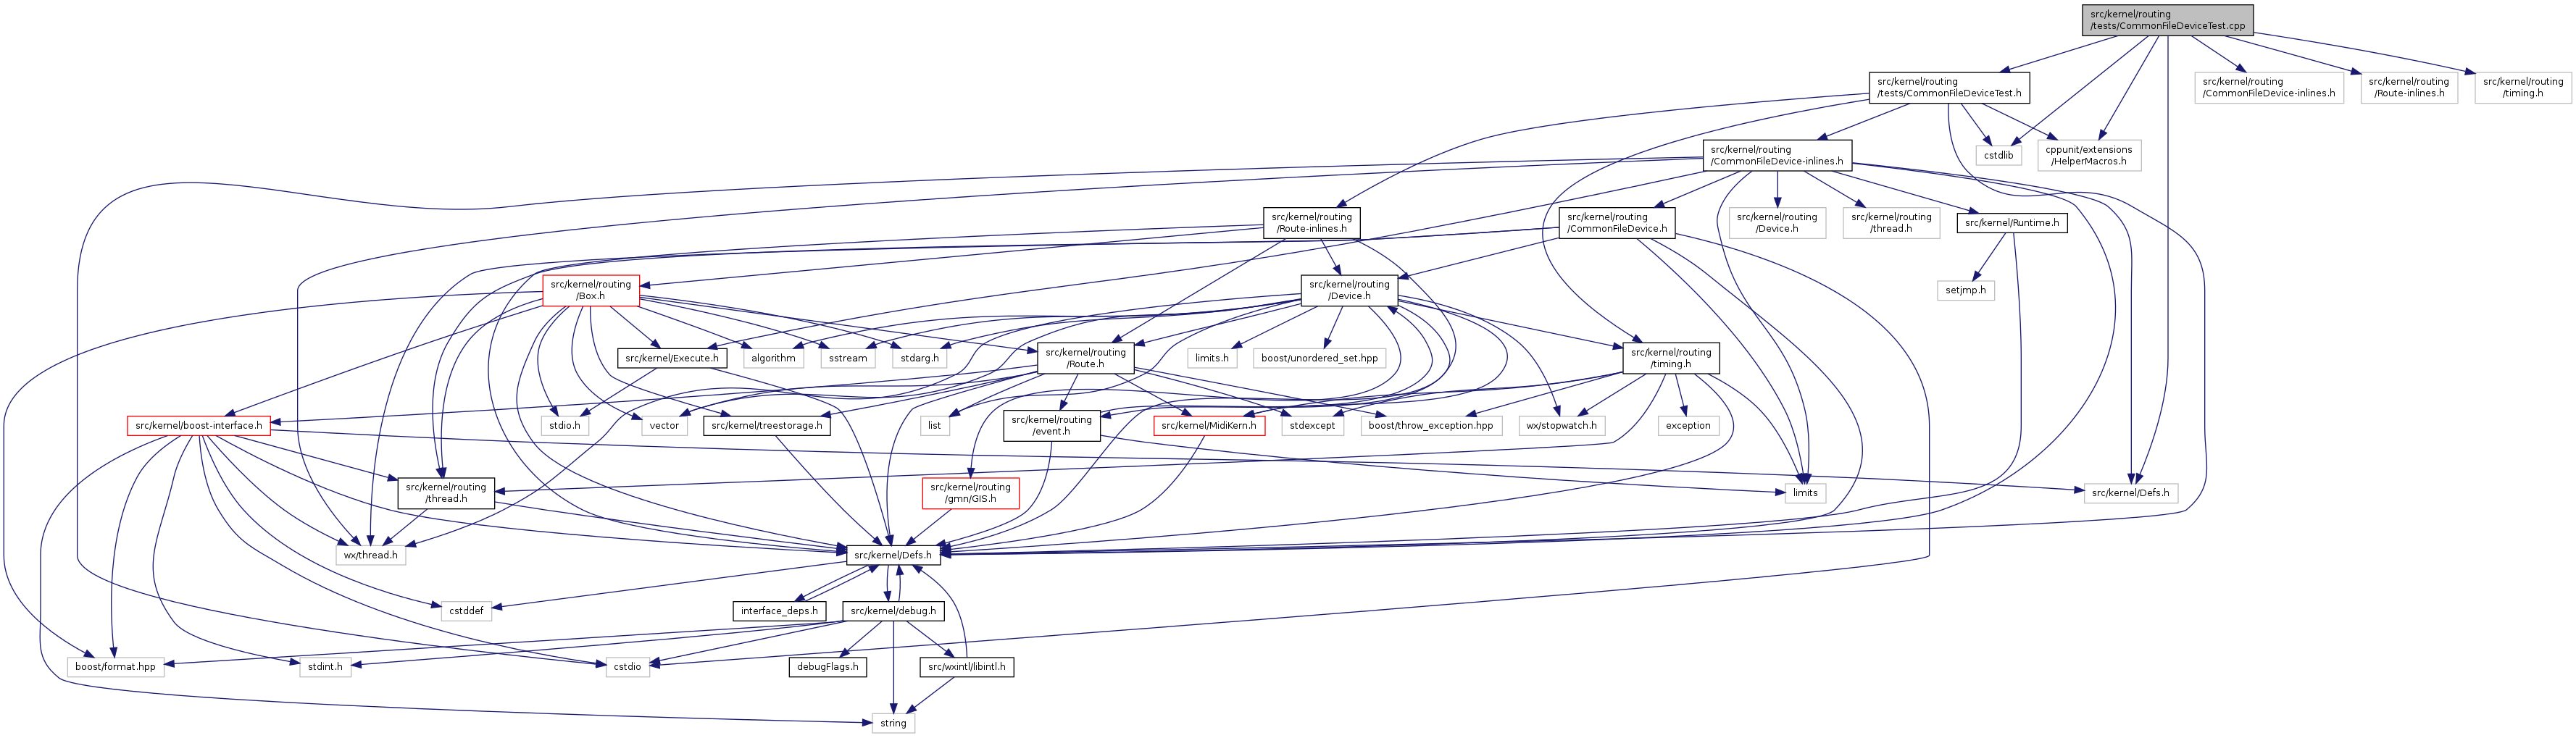 src/kernel/routing
/tests/CommonFileDeviceTest.cpp
src/kernel/routing
/tests/CommonFileDeviceTest.h
src/kernel/routing
/CommonFileDevice-inlines.h
src/kernel/routing
/Route-inlines.h
src/kernel/routing
/timing.h
src/kernel/routing
/CommonFileDevice-inlines.h
cstdlib
cppunit/extensions
/HelperMacros.h
src/kernel/routing
/Route-inlines.h
src/kernel/routing
/CommonFileDevice.h
src/kernel/routing
/Device.h
src/kernel/routing
/thread.h
src/kernel/Runtime.h
src/kernel/routing
/Box.h
src/kernel/routing
/Device.h
setjmp.h
src/kernel/Execute.h
algorithm
sstream
stdarg.h
src/kernel/routing
/Route.h
limits.h
boost/unordered_set.hpp
src/kernel/routing
/timing.h
src/kernel/boost-interface.h
stdio.h
vector
src/kernel/treestorage.h
list
src/kernel/routing
/event.h
src/kernel/MidiKern.h
stdexcept
boost/throw_exception.hpp
wx/stopwatch.h
exception
src/kernel/routing
/thread.h
src/kernel/routing
/gmn/GIS.h
limits
src/kernel/Defs.h
wx/thread.h
src/kernel/Defs.h
cstddef
interface_deps.h
src/kernel/debug.h
boost/format.hpp
stdint.h
cstdio
debugFlags.h
src/wxintl/libintl.h
string